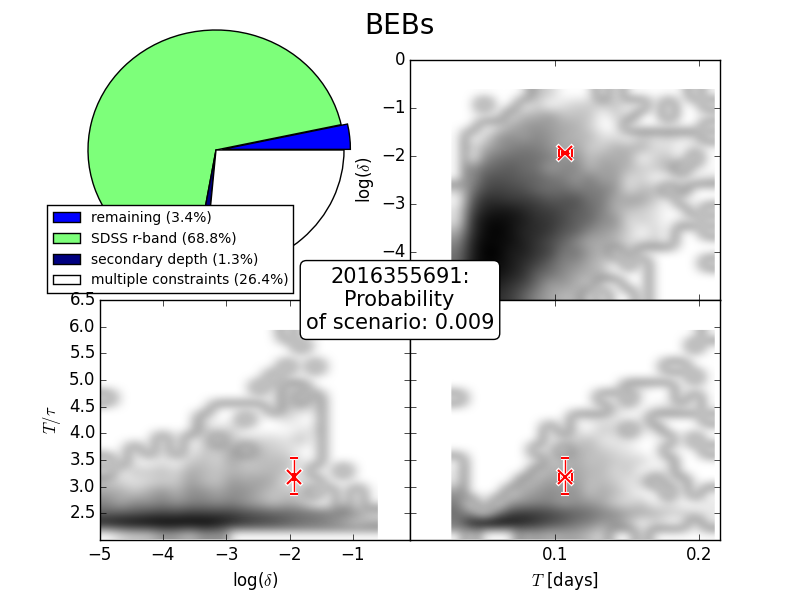 BEBs
remaining (3.4%)
SDSS r-band (68.8%)
secondary depth (1.3%)
multiple constraints (26.4%)
0
−1
−2
−3
−4
log(δ)
2016355691:
Probability
of scenario: 0.009
6.5
6.0
5.5
5.0
4.5
4.0
3.5
3.0
2.5
T/τ
−5 −4 −3 −2 −1
log(δ)
0.1 0.2
T [days]